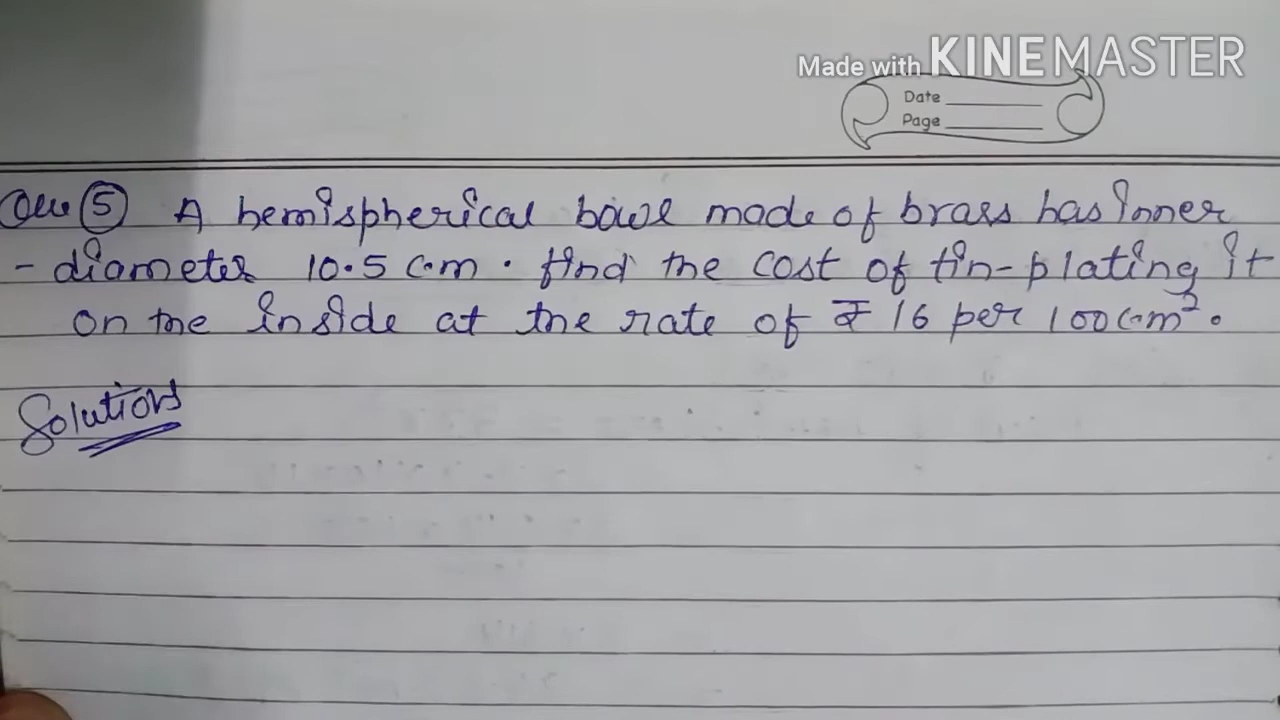 Made with KINEMASTER
Date
Page
Que 5 A hemispherical bowl made of brass has inner
- diameter 10.5 cm. find the cost of tin-plating it
on the inside at the rate of ₹ 16 per 100 cm².
Solution